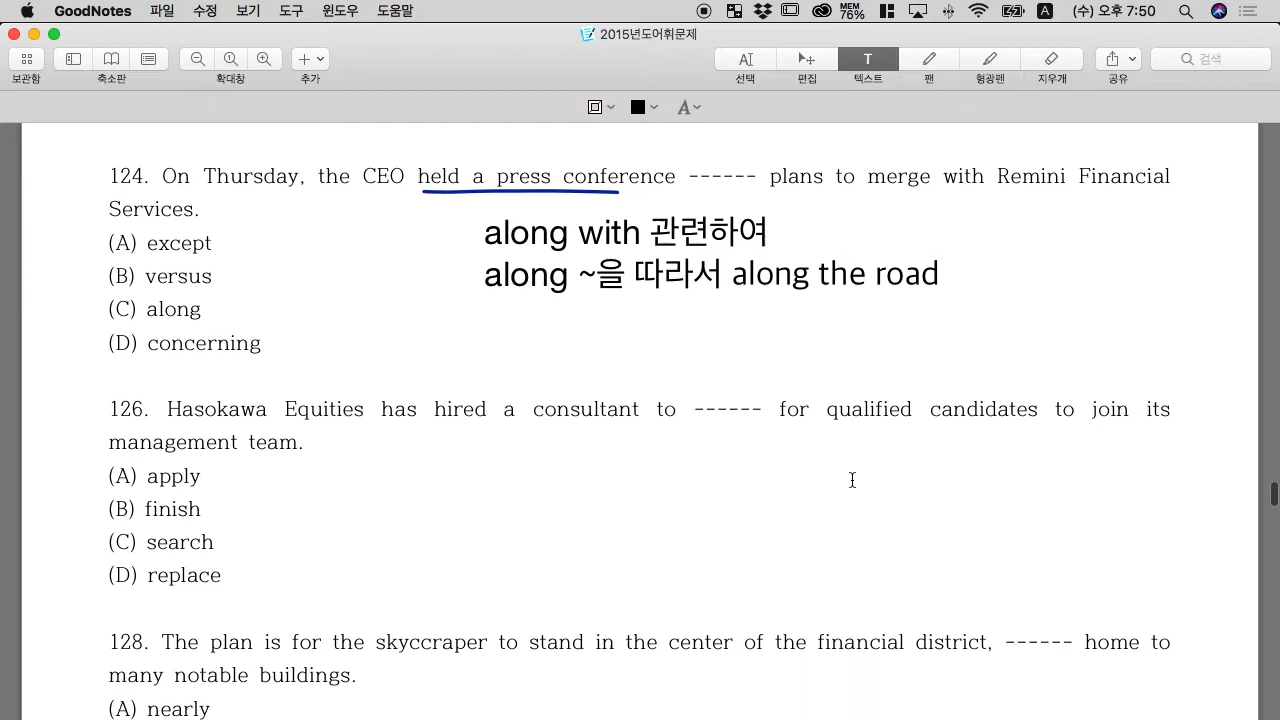 GoodNotes 파일 수정 보기 도구 윈도우 도움말 MEM 76% A (수) 오후 7:50
2015년도어휘문제
보관함 축소판 확대창 추가 선택 편집 텍스트 펜 형광펜 지우개 공유 검색
124. On Thursday, the CEO held a press conference ------ plans to merge with Remini Financial
Services.
along with 관련하여
(A) except
along ~을 따라서 along the road
(B) versus
(C) along
(D) concerning
126. Hasokawa Equities has hired a consultant to ------ for qualified candidates to join its
management team.
(A) apply
(B) finish
(C) search
(D) replace
128. The plan is for the skyccraper to stand in the center of the financial district, ------ home to
many notable buildings.
(A) nearly